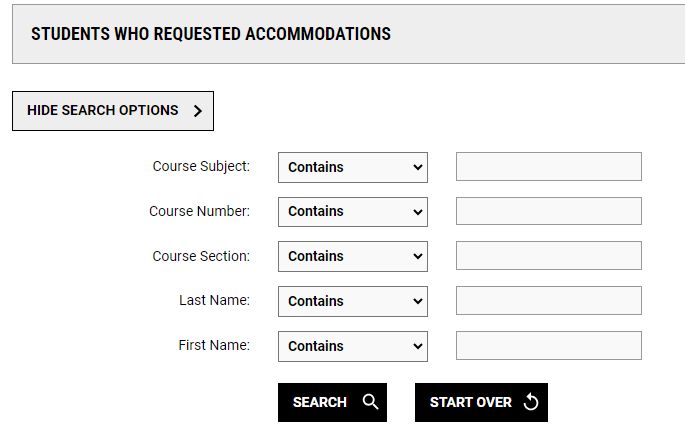 STUDENTS WHO REQUESTED ACCOMMODATIONS
HIDE SEARCH OPTIONS
Course Subject: Contains
Course Number: Contains
Course Section: Contains
Last Name: Contains
First Name: Contains
SEARCH START OVER